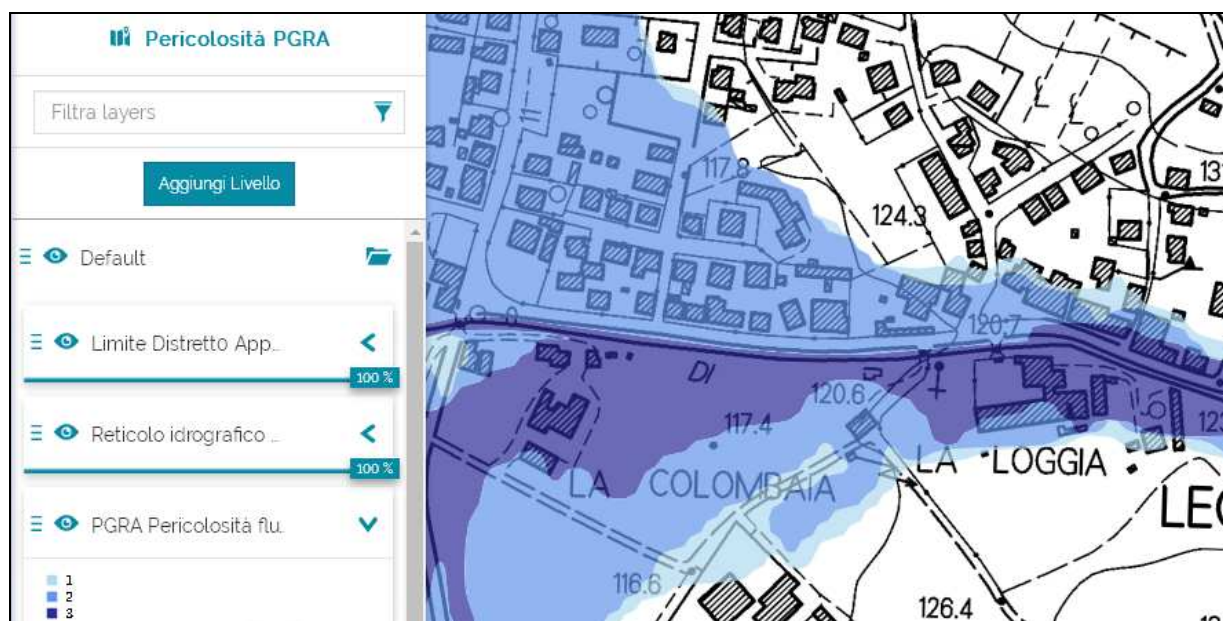 Pericolosità PGRA
Filtra layers
Aggiungi Livello
Default
Limite Distretto App...
100 %
Reticolo idrografico ...
100 %
PGRA Pericolosità flu.
1
2
3
117.8
124.3
131
120.7
DI
120.6
117.4
LA COLOMBAIA
LA LOGGIA
LEC
116.6
126.4